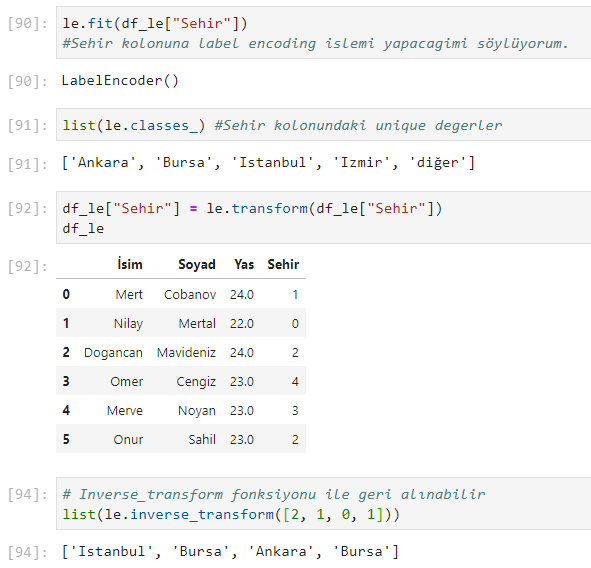 [90]: le.fit(df_le["Sehir"])
#Sehir kolonuna label encoding islemi yapacagimi söylüyorum.
[90]: LabelEncoder()
[91]: list(le.classes_) #Sehir kolonundaki unique degerler
[91]: ['Ankara', 'Bursa', 'Istanbul', 'Izmir', 'diğer']
[92]: df_le["Sehir"] = le.transform(df_le["Sehir"])
df_le
[92]: İsim Soyad Yas Sehir
0 Mert Cobanov 24.0 1
1 Nilay Mertal 22.0 0
2 Dogancan Mavideniz 24.0 2
3 Omer Cengiz 23.0 4
4 Merve Noyan 23.0 3
5 Onur Sahil 23.0 2
[94]: # Inverse_transform fonksiyonu ile geri alınabilir
list(le.inverse_transform([2, 1, 0, 1]))
[94]: ['Istanbul', 'Bursa', 'Ankara', 'Bursa']